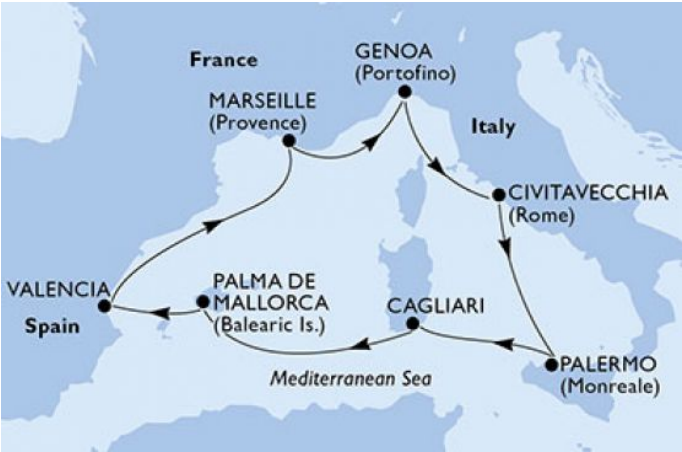 France
GENOA
(Portofino)
MARSEILLE
(Provence)
Italy
CIVITAVECCHIA
(Rome)
VALENCIA
Spain
PALMA DE
MALLORCA
(Balearic Is.)
CAGLIARI
PALERMO
(Monreale)
Mediterranean Sea